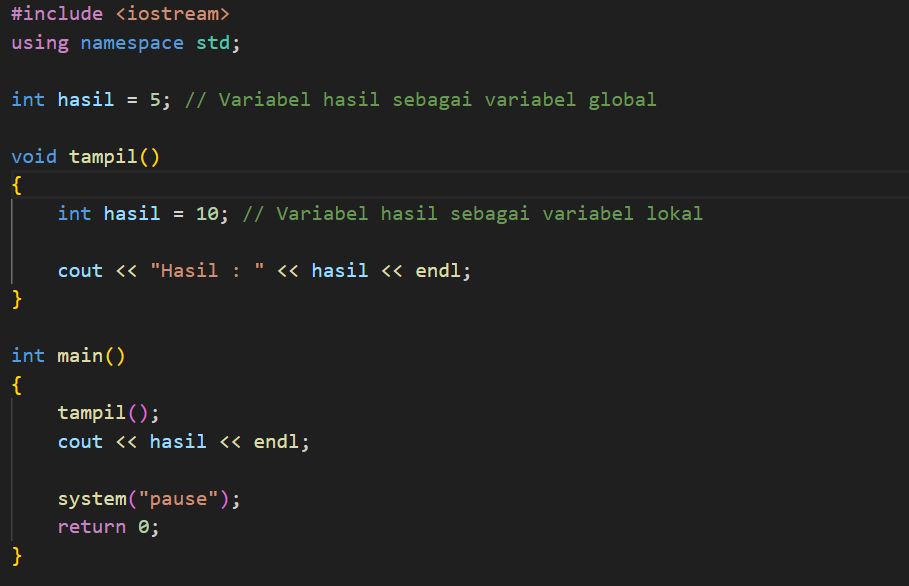 #include <iostream>
using namespace std;
int hasil = 5; // Variabel hasil sebagai variabel global
void tampil()
{
    int hasil = 10; // Variabel hasil sebagai variabel lokal
    cout << "Hasil : " << hasil << endl;
}
int main()
{
    tampil();
    cout << hasil << endl;
    system("pause");
    return 0;
}